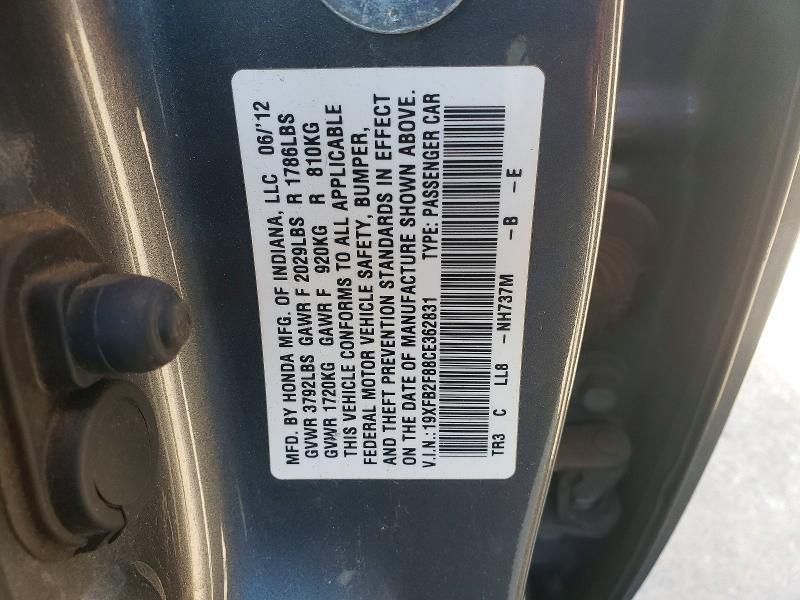 MFD. BY HONDA MFG. OF INDIANA, LLC 06/'12
GVWR 3792LBS GAWR F 2029LBS R 1786LBS
GVWR 1720KG GAWR F 920KG R 810KG
THIS VEHICLE CONFORMS TO ALL APPLICABLE
FEDERAL MOTOR VEHICLE SAFETY, BUMPER,
AND THEFT PREVENTION STANDARDS IN EFFECT
ON THE DATE OF MANUFACTURE SHOWN ABOVE.
V.I.N.: 19XFB2F88CE362831 TYPE: PASSENGER CAR
TR3 C LL8 -NH737M -B -E